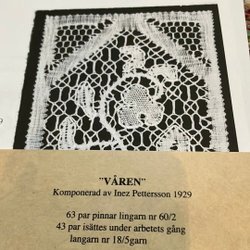 "VÅREN"
Komponerad av Inez Pettersson 1929
63 par pinnar lingarn nr 60/2
43 par isättes under arbetets gång
langarn nr 18/5garn
9